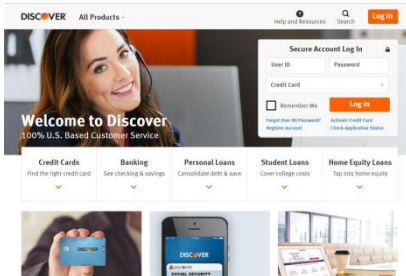 DISCOVER
All Products
Help and Resources
Search
Log In
Secure Account Log In
User ID
Password
Credit Card
Remember Me
Log In
Forgot User ID/Password?
Activate Credit Card
Register Account
Check Application Status
Welcome to Discover
100% U.S. Based Customer Service
Credit Cards
Find the right credit card
Banking
See checking & savings
Personal Loans
Consolidate debt & save
Student Loans
Cover college costs
Home Equity Loans
Tap into home equity
DISCOVER
DISCOVER
DISCOVER
SOCIAL SECURITY